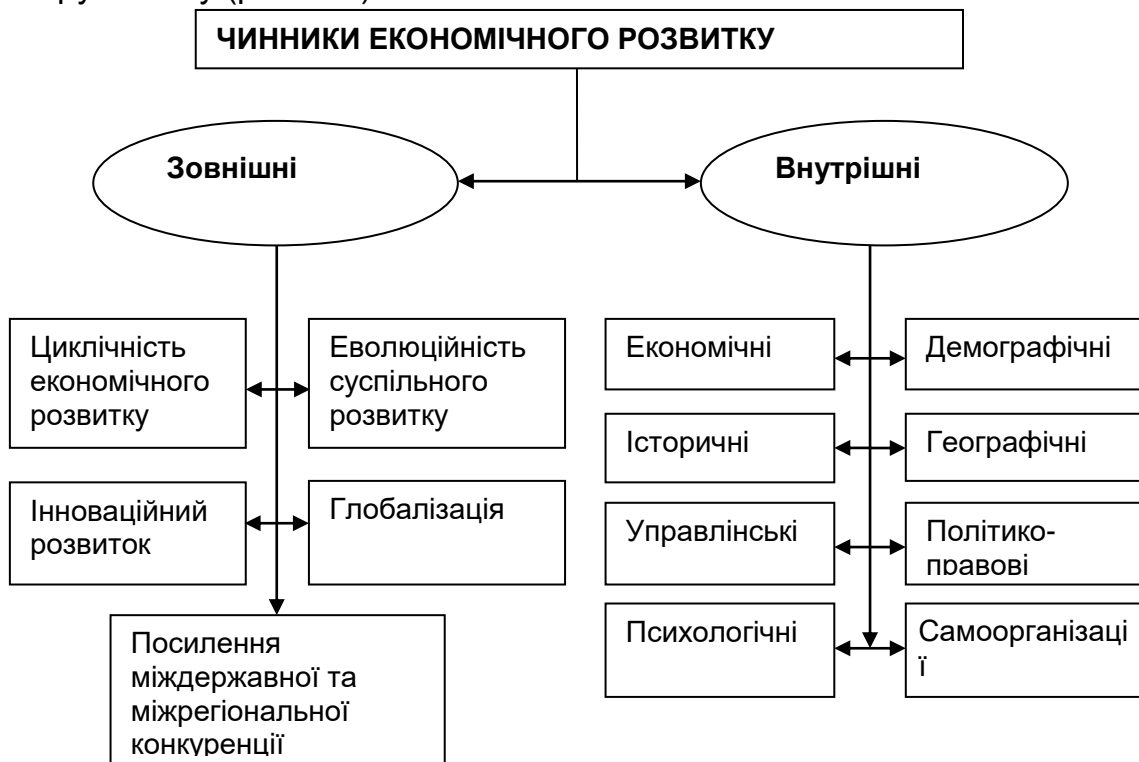 ЧИННИКИ ЕКОНОМІЧНОГО РОЗВИТКУ
Зовнішні
Внутрішні
Циклічність
економічного
розвитку
Еволюційність
суспільного
розвитку
Інноваційний
розвиток
Глобалізація
Посилення
міждержавної та
міжрегіональної
конкуренції
Економічні
Демографічні
Історичні
Географічні
Управлінські
Політико-
правові
Психологічні
Самоорганізаці
ї